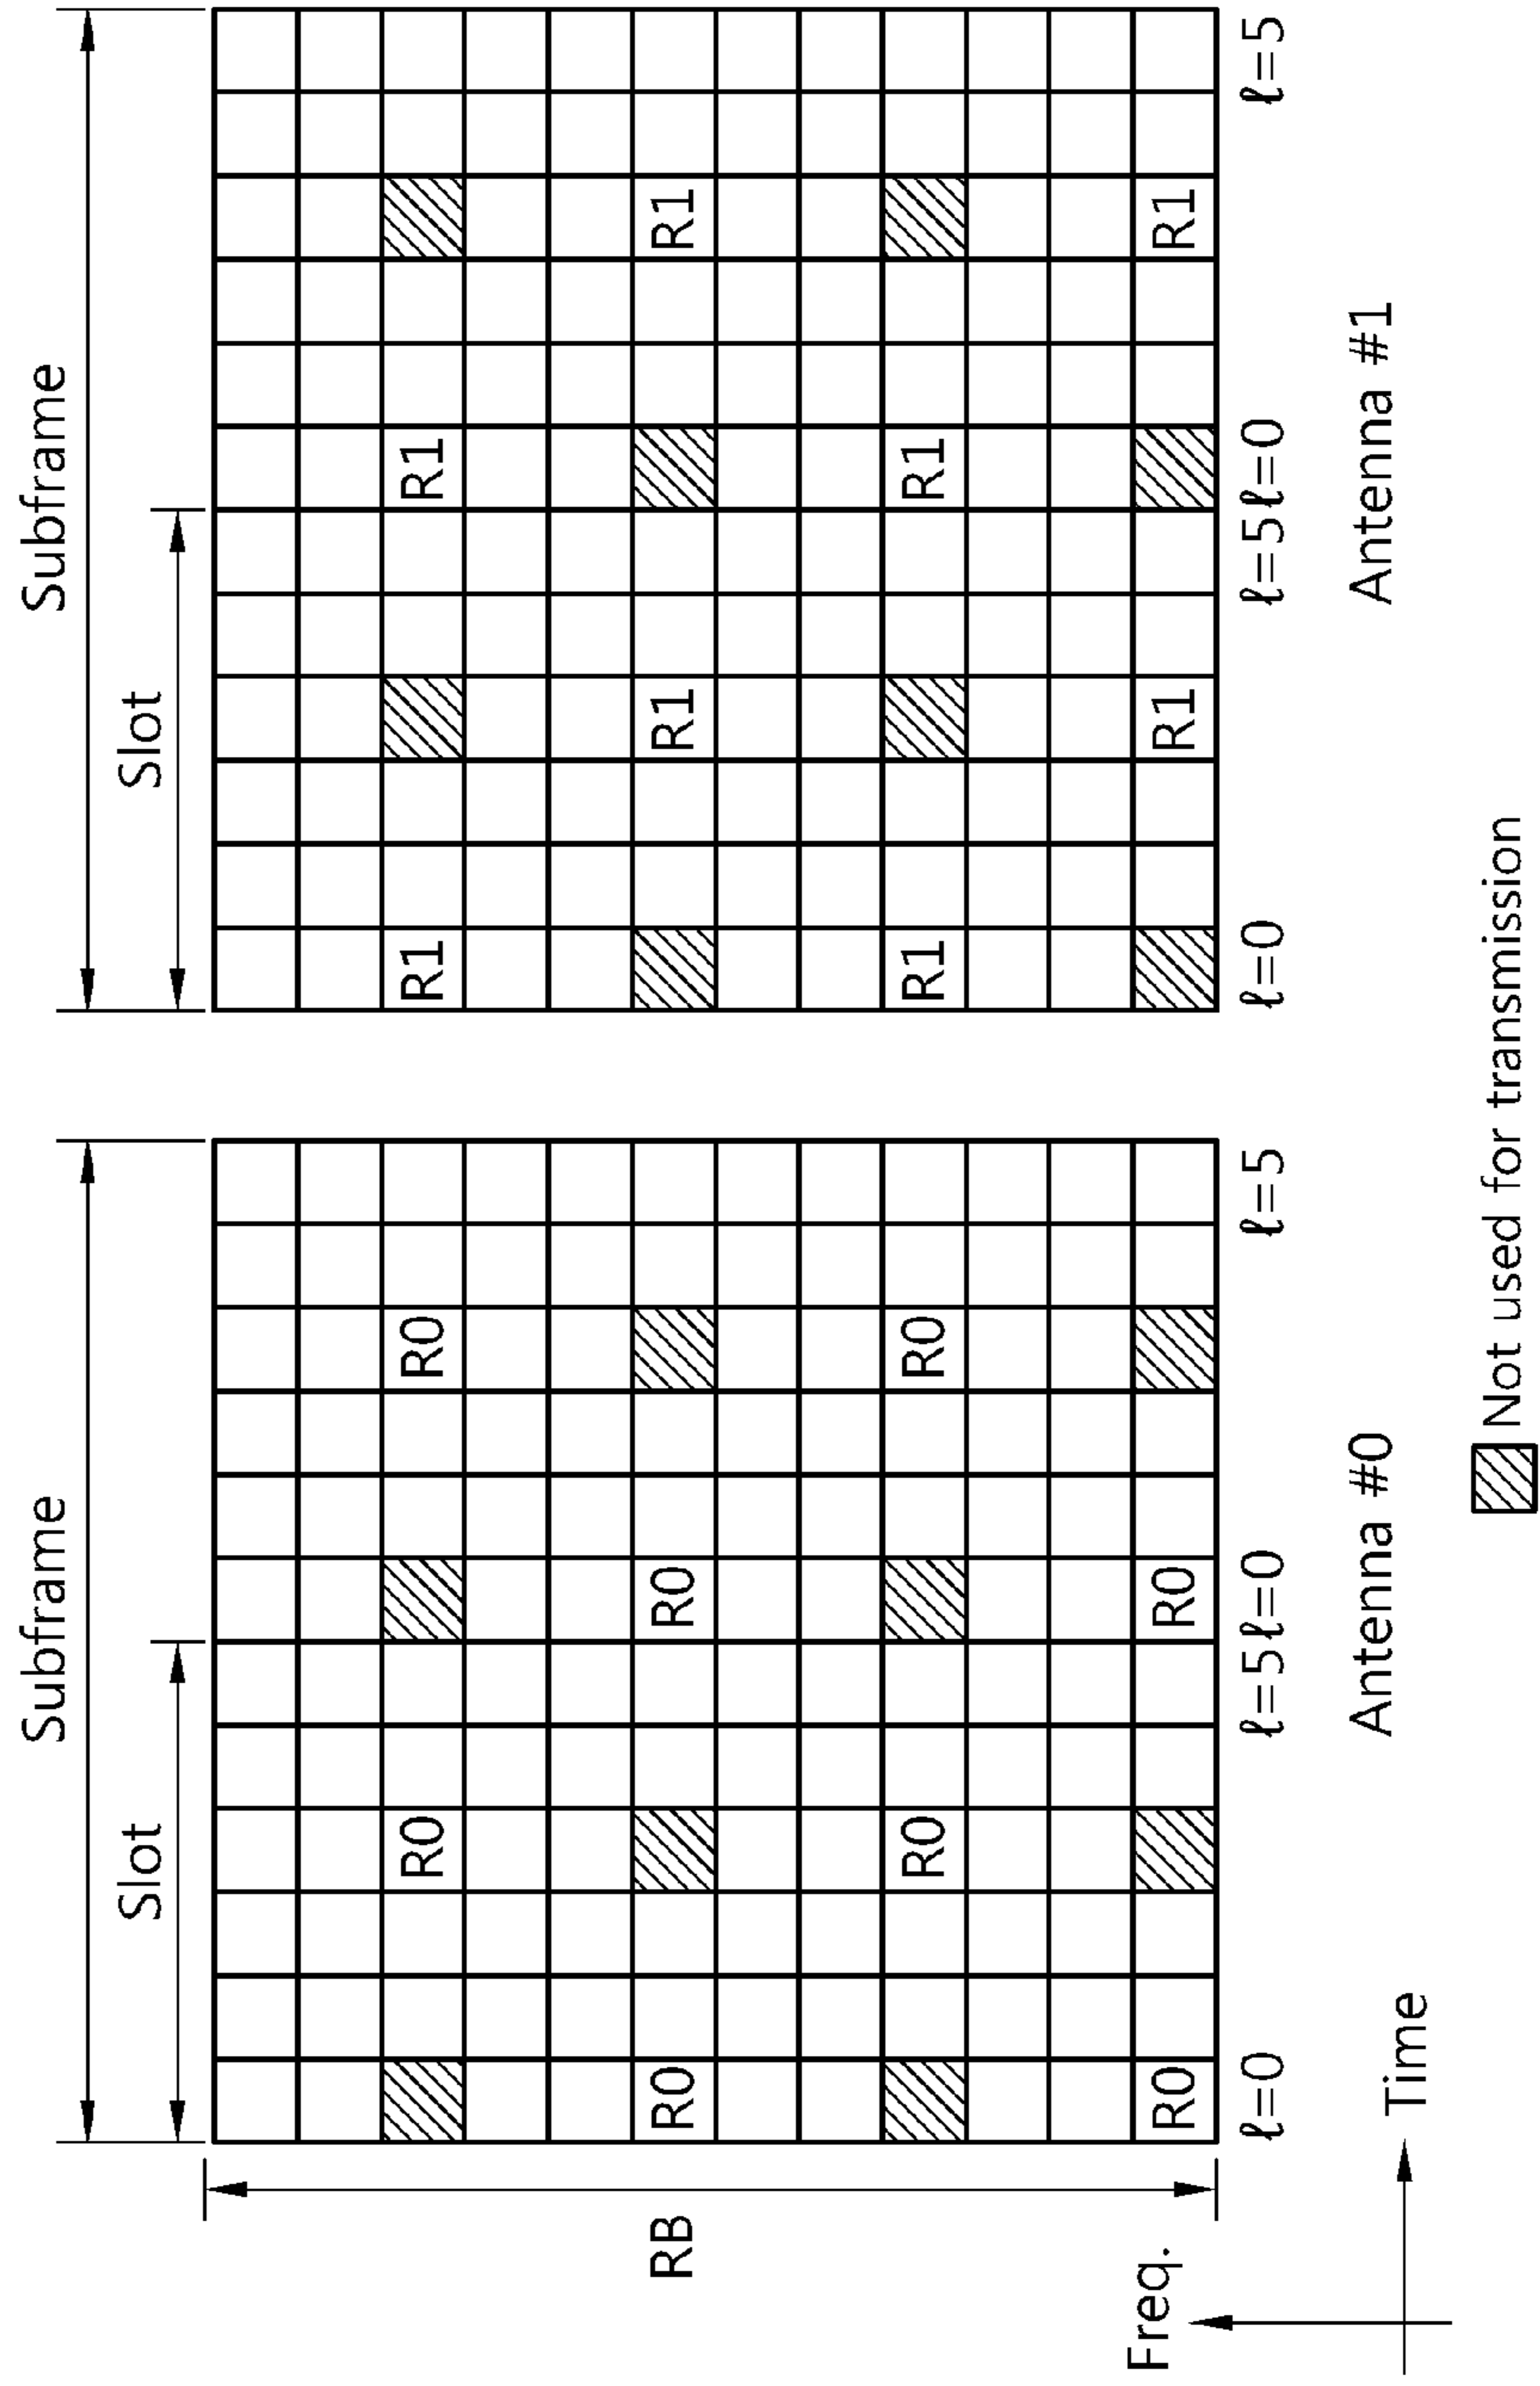 Subframe Subframe
Slot Slot
R0 R0 R1 R1
RB R0 R0 R1 R1
R0 R0 R1 R1
Freq. R0 R0 R1 R1
ℓ=0 ℓ=5 ℓ=0 ℓ=5 ℓ=0 ℓ=5 ℓ=0 ℓ=5
Antenna #0 Antenna #1
Time
Not used for transmission